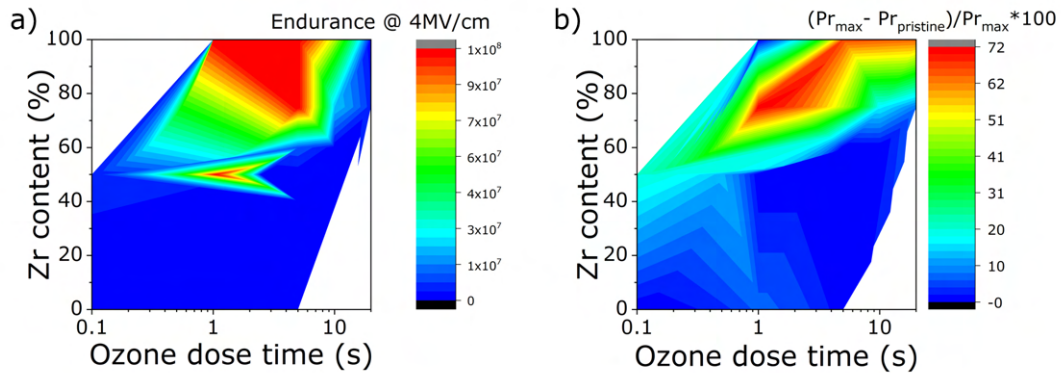 a)
Endurance @ 4MV/cm
Zr content (%)
100
80
60
40
20
0
0.1
1
10
Ozone dose time (s)
1x10⁸
9x10⁷
7x10⁷
6x10⁷
4x10⁷
3x10⁷
1x10⁷
0
b)
(Prmax- Prpristine)/Prmax*100
Zr content (%)
100
80
60
40
20
0
0.1
1
10
Ozone dose time (s)
72
62
51
41
31
20
10
-0